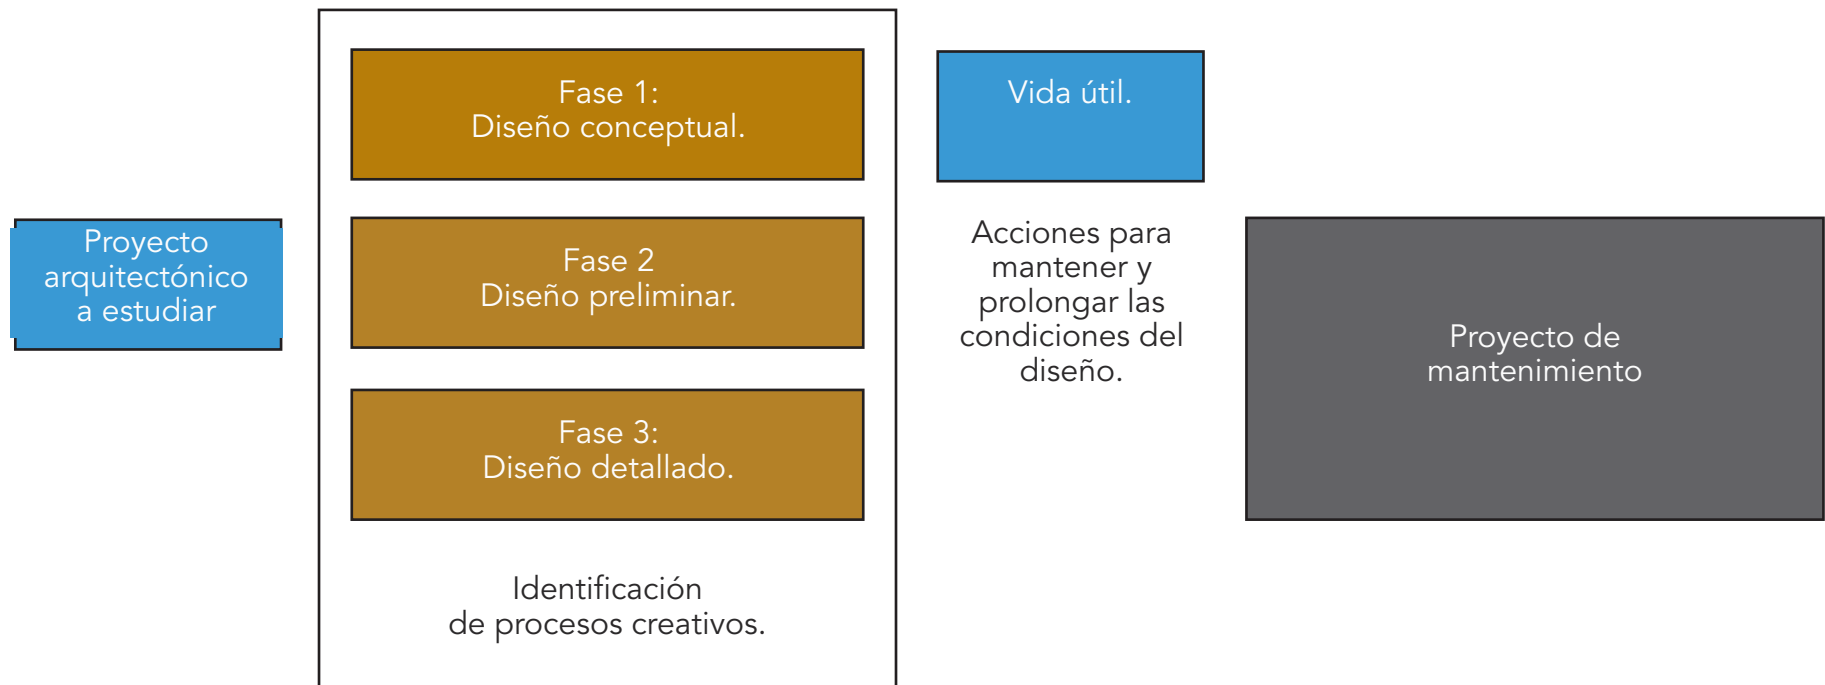 Proyecto
arquitectónico
a estudiar
Fase 1:
Diseño conceptual.
Fase 2
Diseño preliminar.
Fase 3:
Diseño detallado.
Identificación
de procesos creativos.
Vida útil.
Acciones para
mantener y
prolongar las
condiciones del
diseño.
Proyecto de
mantenimiento